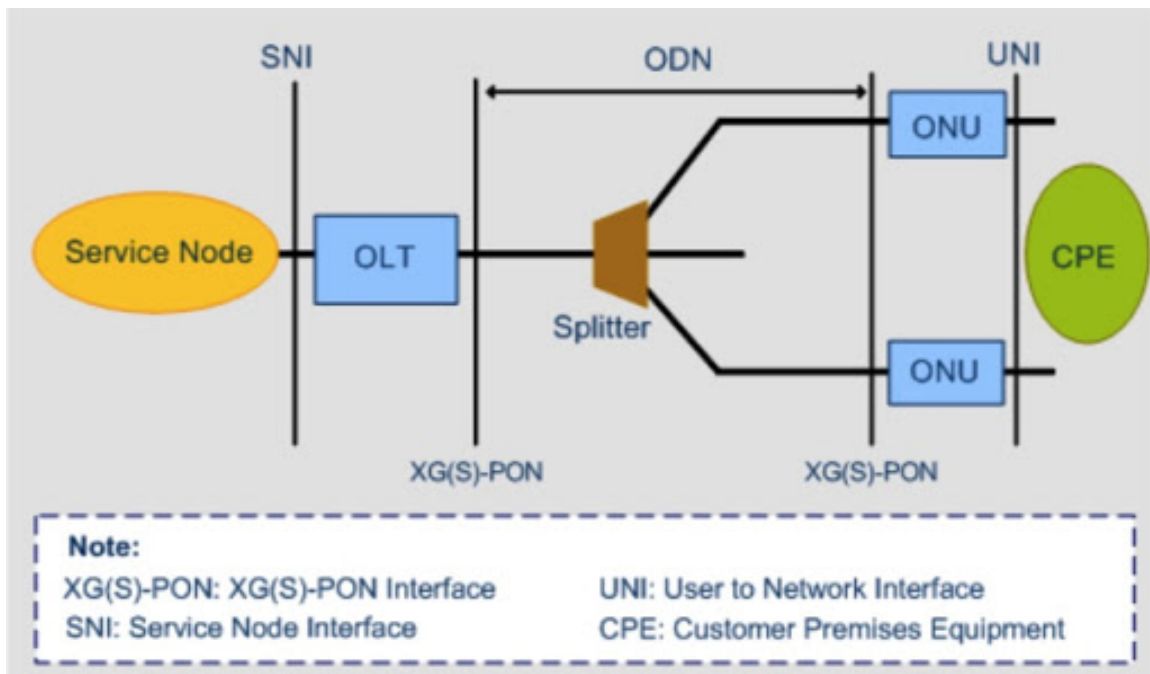 SNI
ODN
UNI
ONU
Service Node
OLT
CPE
Splitter
ONU
XG(S)-PON
XG(S)-PON
Note:
XG(S)-PON: XG(S)-PON Interface
UNI: User to Network Interface
SNI: Service Node Interface
CPE: Customer Premises Equipment